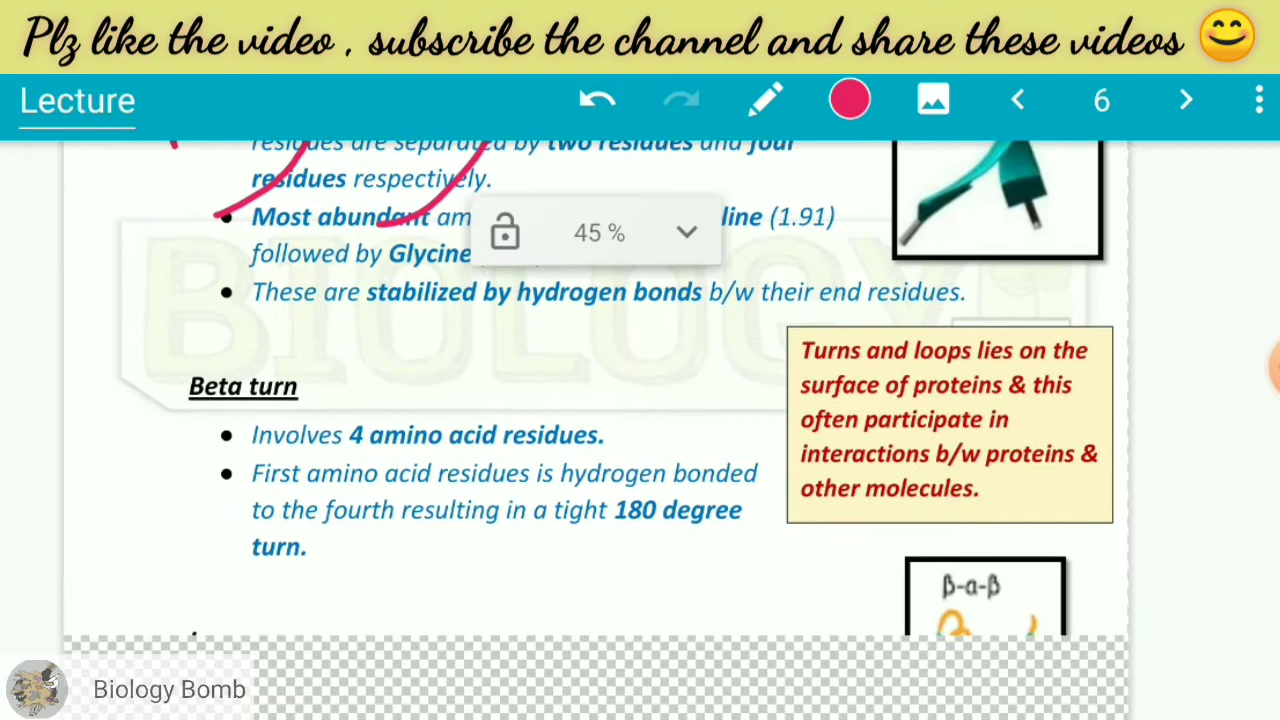 Plz like the video , subscribe the channel and share these videos 😊
Lecture
6
residues are separated by two residues and four
residues respectively.
• Most abundant am line (1.91)
followed by Glycine
• These are stabilized by hydrogen bonds b/w their end residues.
45 %
Beta turn
• Involves 4 amino acid residues.
• First amino acid residues is hydrogen bonded
to the fourth resulting in a tight 180 degree
turn.
Turns and loops lies on the
surface of proteins & this
often participate in
interactions b/w proteins &
other molecules.
β-α-β
BIOLOGY
Biology Bomb